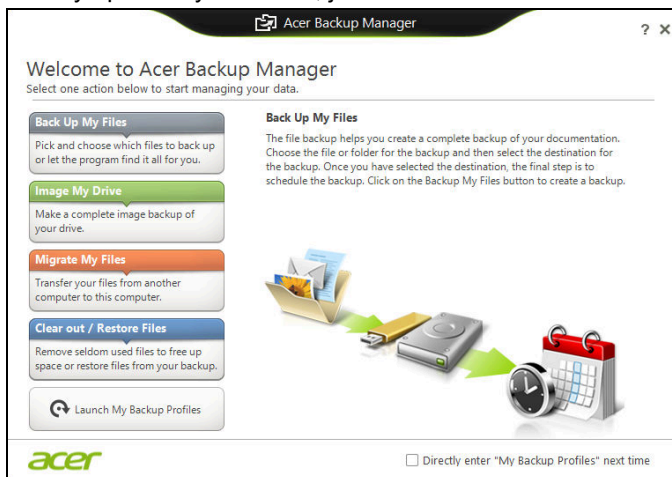 Acer Backup Manager
? ×
Welcome to Acer Backup Manager
Select one action below to start managing your data.
Back Up My Files
Pick and choose which files to back up
or let the program find it all for you.
Image My Drive
Make a complete image backup of
your drive.
Migrate My Files
Transfer your files from another
computer to this computer.
Clear out / Restore Files
Remove seldom used files to free up
space or restore files from your backup.
Launch My Backup Profiles
Back Up My Files
The file backup helps you create a complete backup of your documentation.
Choose the file or folder for the backup and then select the destination for
the backup. Once you have selected the destination, the final step is to
schedule the backup. Click on the Backup My Files button to create a backup.
acer
Directly enter "My Backup Profiles" next time